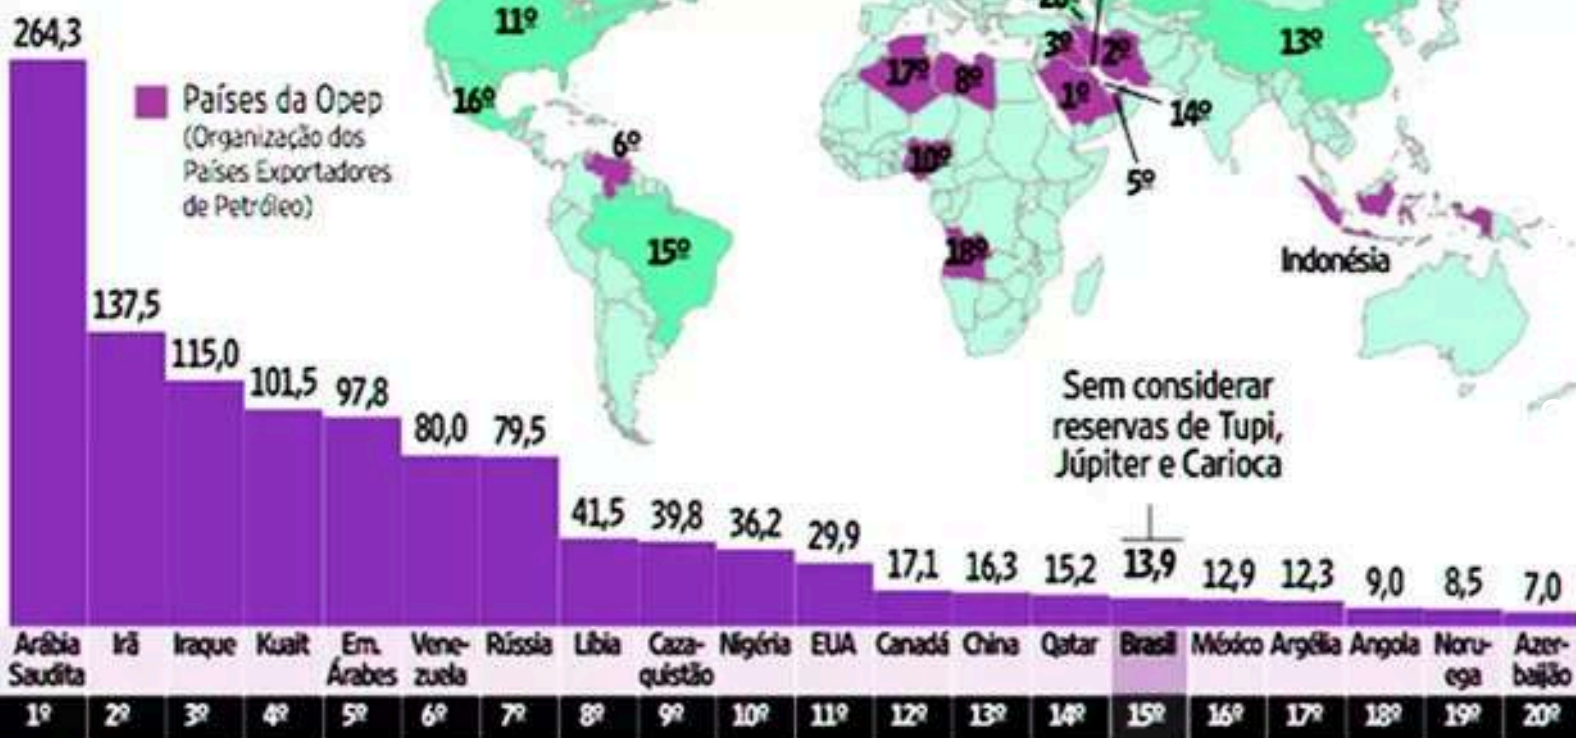 264,3
11º
16º
Países da Opep
(Organização dos
Países Exportadores
de Petróleo)
6º
15º
3º
2º
17º
8º
1º
14º
10º
5º
18º
13º
Indonésia
137,5
115,0
101,5
97,8
80,0
79,5
41,5
39,8
36,2
29,9
17,1
16,3
15,2
13,9
12,9
12,3
9,0
8,5
7,0
Sem considerar
reservas de Tupi,
Júpiter e Carioca
Arábia
Saudita
Irã
Iraque
Kuait
Em.
Árabes
Vene-
zuela
Rússia
Líbia
Caza-
quistão
Nigéria
EUA
Canadá
China
Qatar
Brasil
México
Argélia
Angola
Noru-
ega
Azer-
baijão
1º 2º 3º 4º 5º 6º 7º 8º 9º 10º 11º 12º 13º 14º 15º 16º 17º 18º 19º 20º